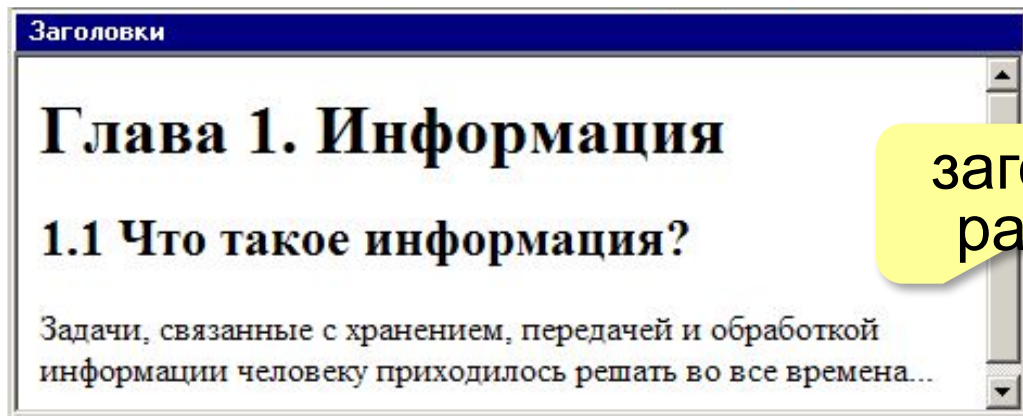 Заголовки
Глава 1. Информация
1.1 Что такое информация?
Задачи, связанные с хранением, передачей и обработкой
информации человеку приходилось решать во все времена...